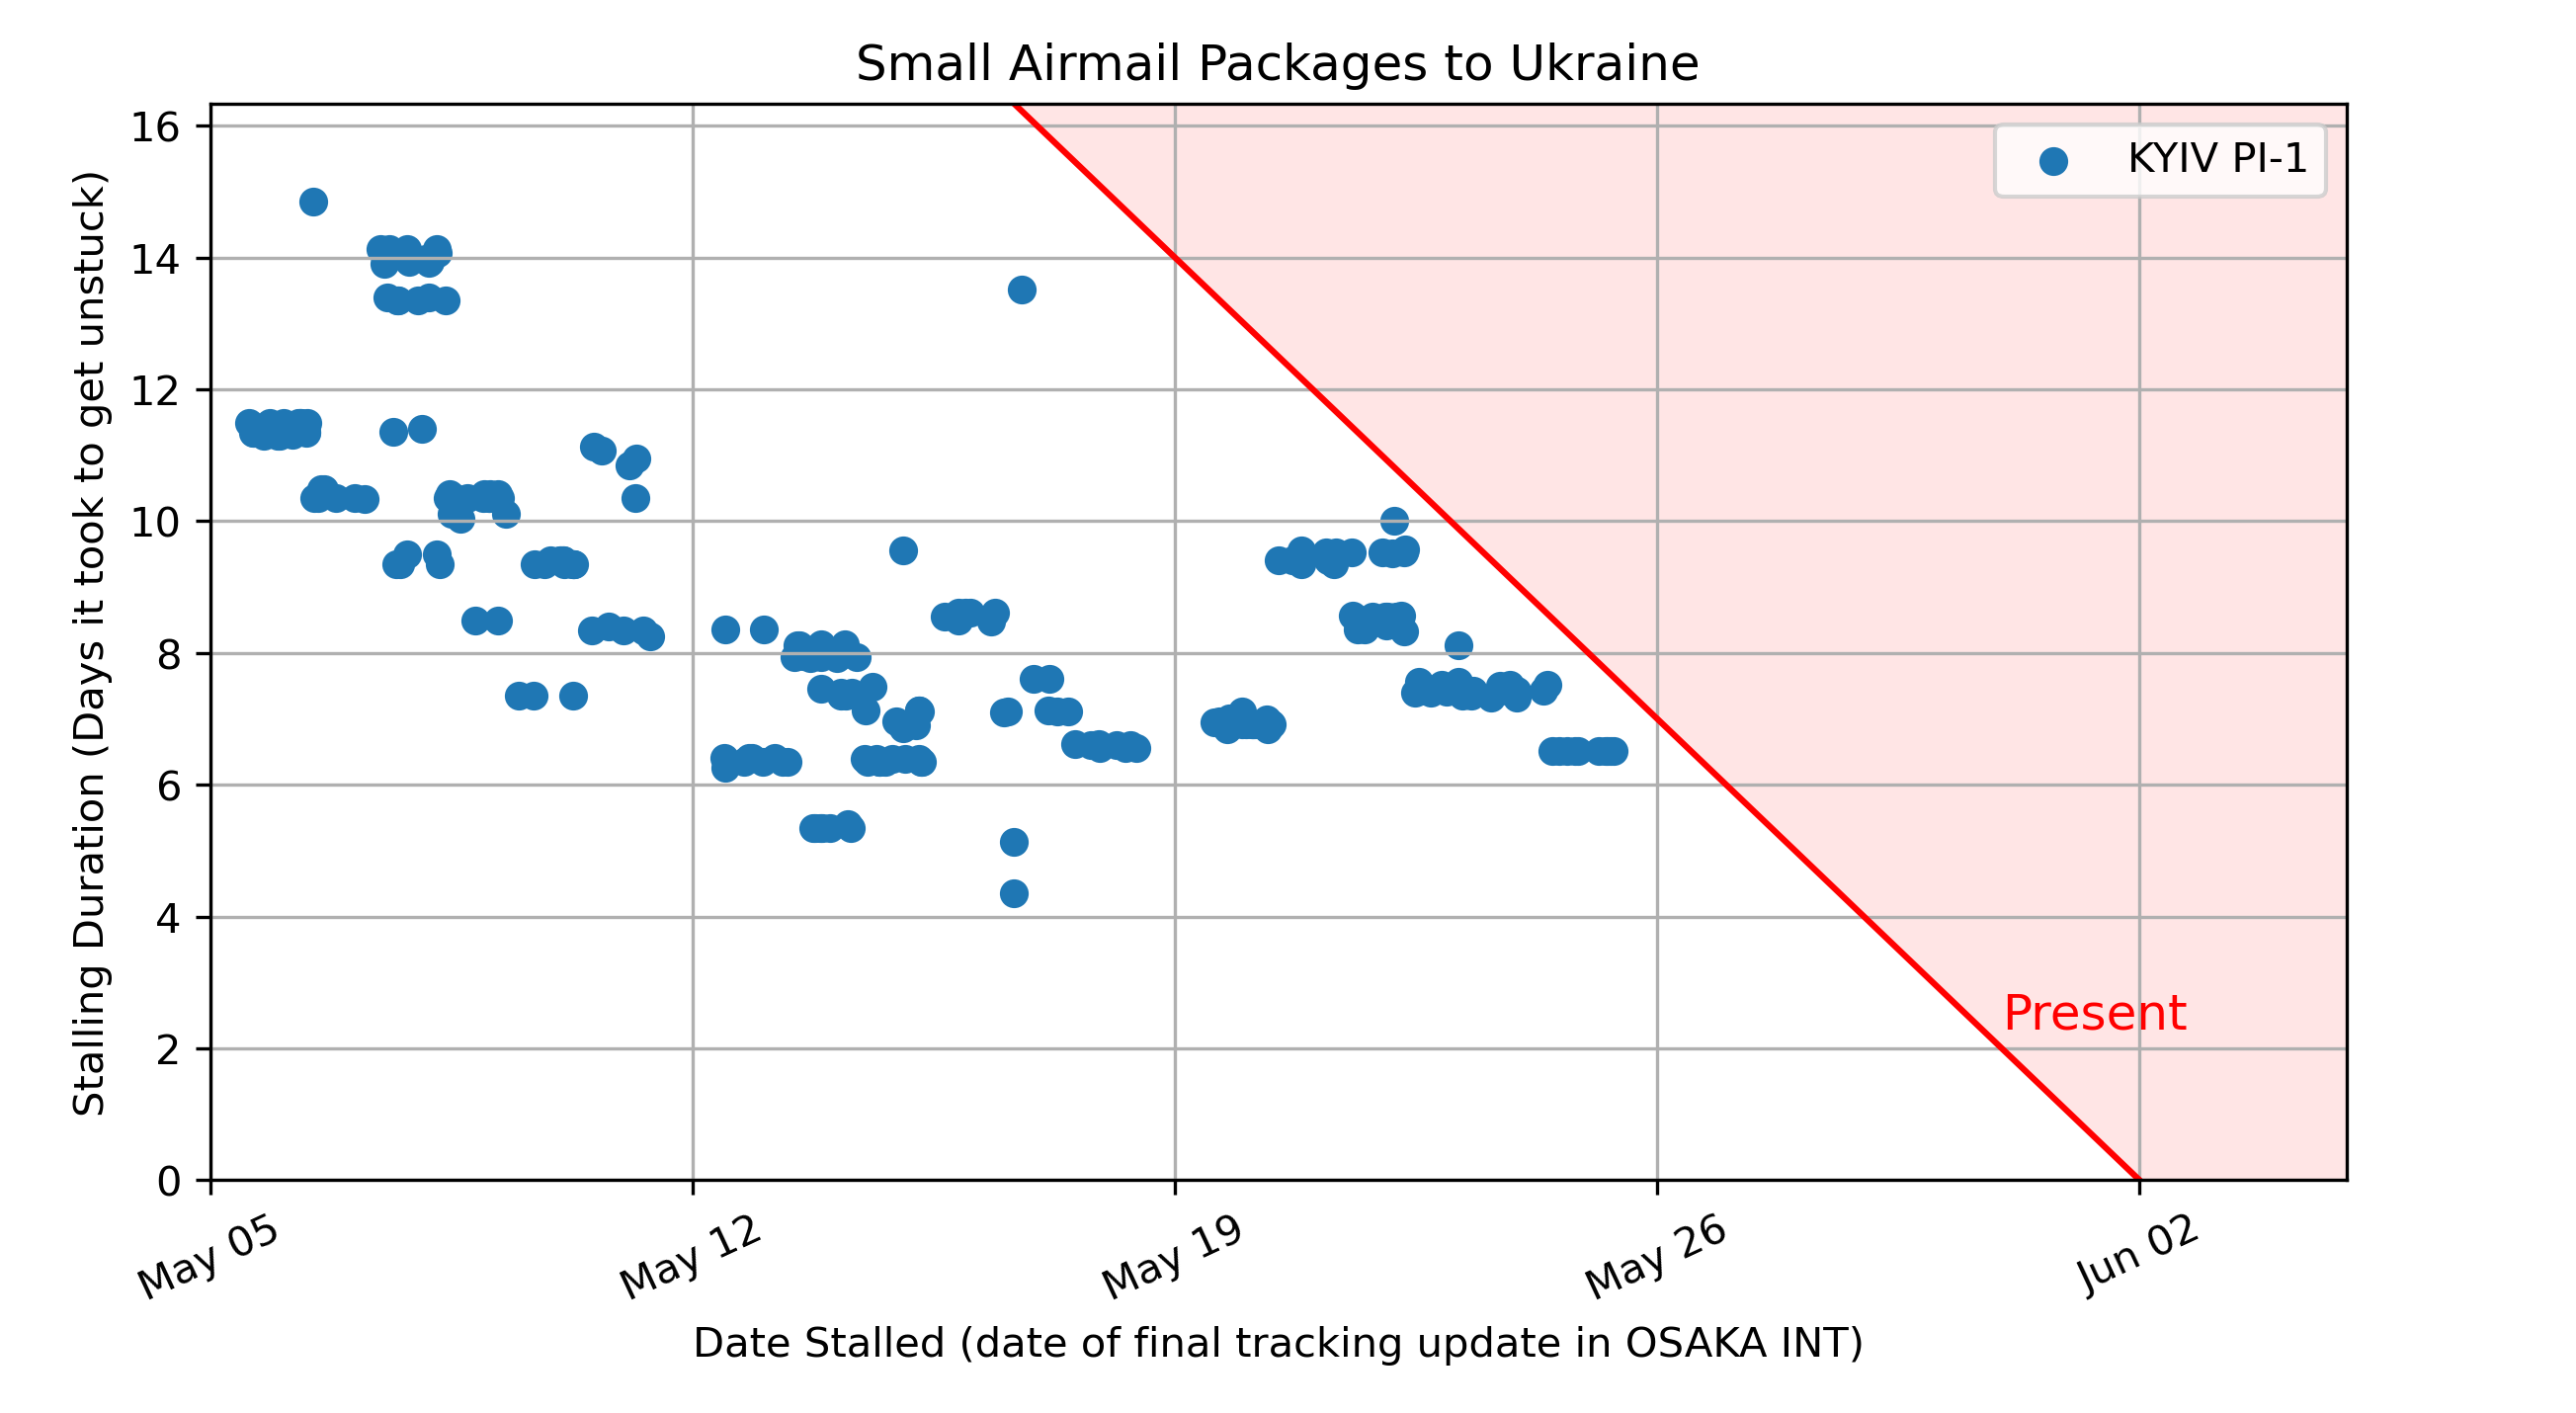 Small Airmail Packages to Ukraine
Stalling Duration (Days it took to get unstuck)
16
14
12
10
8
6
4
2
0
KYIV PI-1
Present
May 05
May 12
May 19
May 26
Jun 02
Date Stalled (date of final tracking update in OSAKA INT)